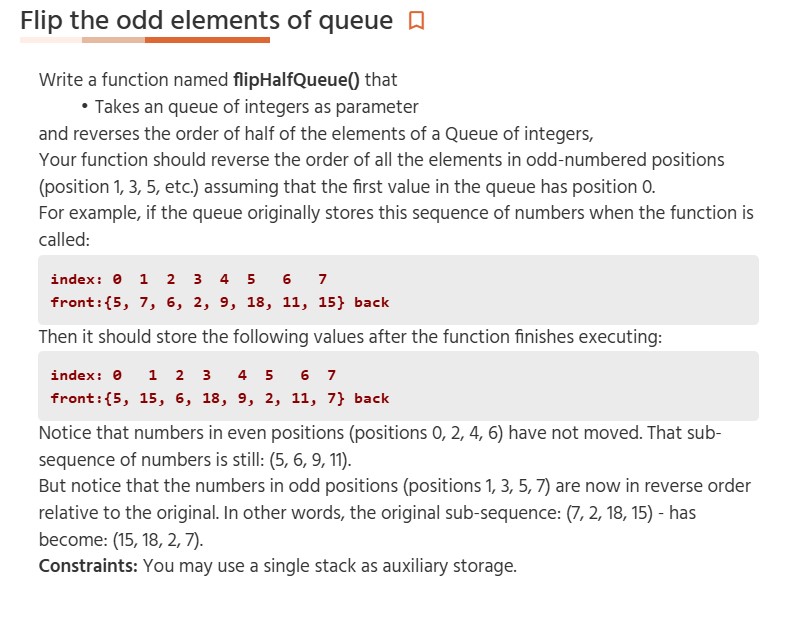 Flip the odd elements of queue
Write a function named flipHalfQueue() that
• Takes an queue of integers as parameter
and reverses the order of half of the elements of a Queue of integers,
Your function should reverse the order of all the elements in odd-numbered positions
(position 1, 3, 5, etc.) assuming that the first value in the queue has position 0.
For example, if the queue originally stores this sequence of numbers when the function is
called:
index: 0  1  2  3  4  5   6   7
front:{5, 7, 6, 2, 9, 18, 11, 15} back
Then it should store the following values after the function finishes executing:
index: 0   1  2  3   4  5   6  7
front:{5, 15, 6, 18, 9, 2, 11, 7} back
Notice that numbers in even positions (positions 0, 2, 4, 6) have not moved. That sub-
sequence of numbers is still: (5, 6, 9, 11).
But notice that the numbers in odd positions (positions 1, 3, 5, 7) are now in reverse order
relative to the original. In other words, the original sub-sequence: (7, 2, 18, 15) - has
become: (15, 18, 2, 7).
Constraints: You may use a single stack as auxiliary storage.